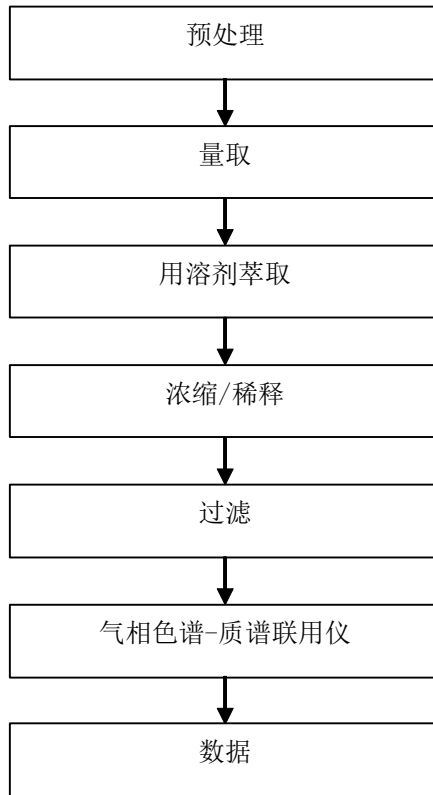 预处理
量取
用溶剂萃取
浓缩/稀释
过滤
气相色谱-质谱联用仪
数据